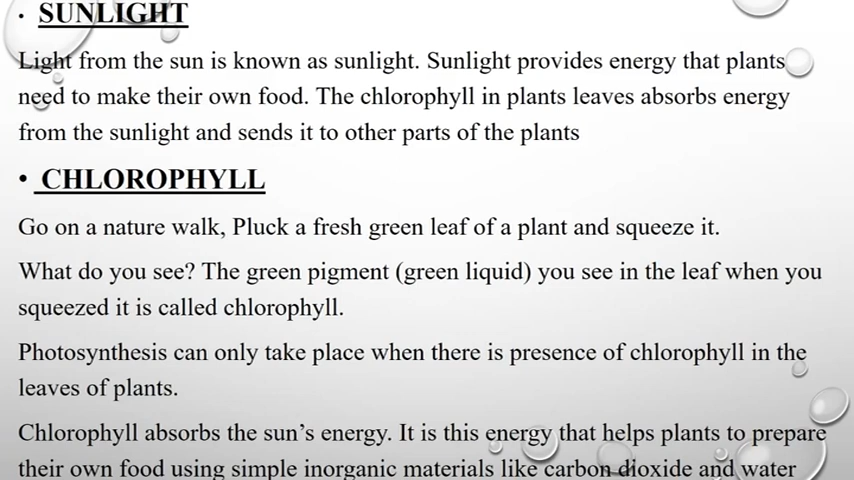 • SUNLIGHT
Light from the sun is known as sunlight. Sunlight provides energy that plants
need to make their own food. The chlorophyll in plants leaves absorbs energy
from the sunlight and sends it to other parts of the plants
• CHLOROPHYLL
Go on a nature walk, Pluck a fresh green leaf of a plant and squeeze it.
What do you see? The green pigment (green liquid) you see in the leaf when you
squeezed it is called chlorophyll.
Photosynthesis can only take place when there is presence of chlorophyll in the
leaves of plants.
Chlorophyll absorbs the sun’s energy. It is this energy that helps plants to prepare
their own food using simple inorganic materials like carbon dioxide and water